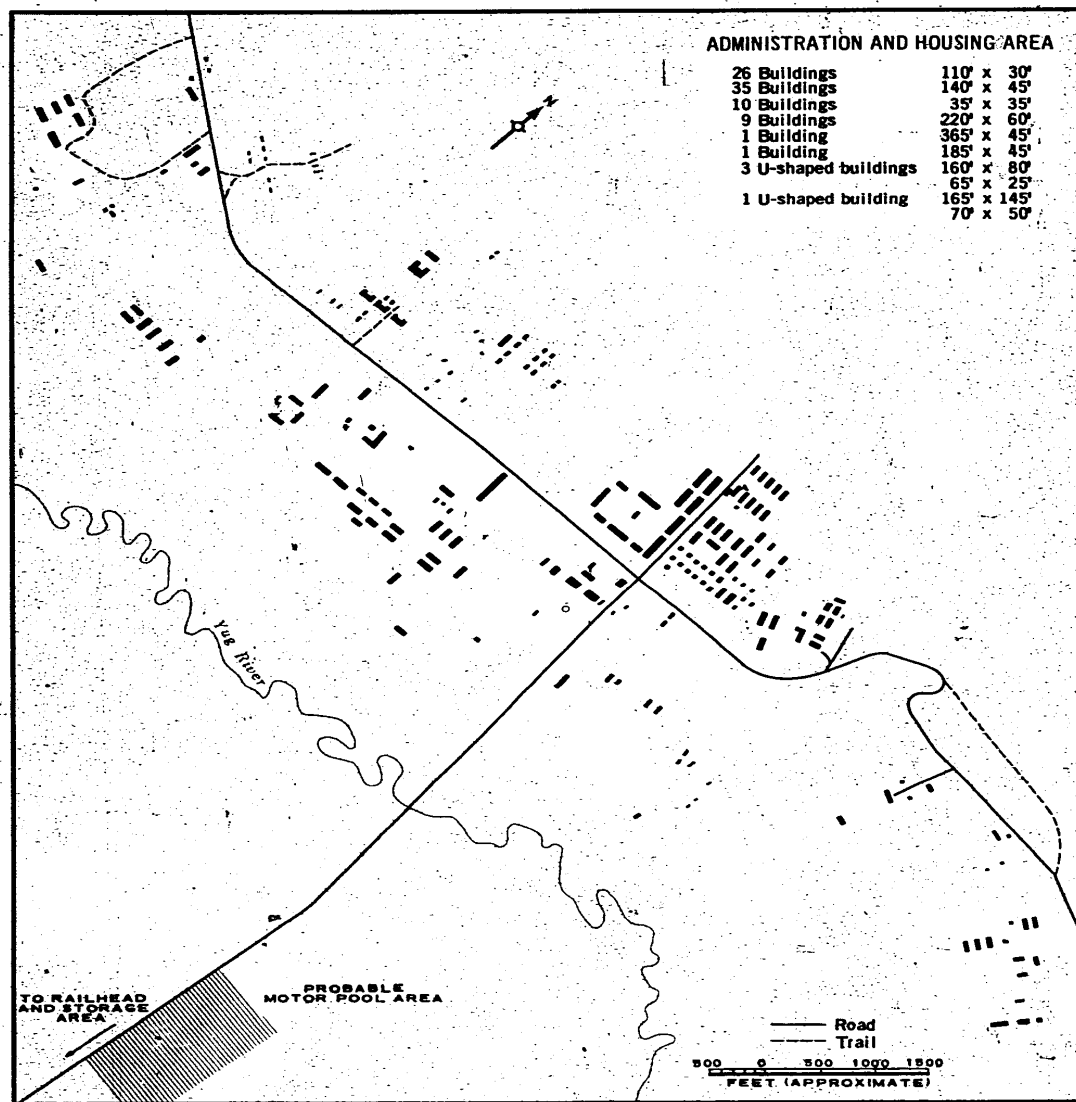 ADMINISTRATION AND HOUSING AREA
26 Buildings 110' x 30'
35 Buildings 140' x 45'
10 Buildings 35' x 35'
9 Buildings 220' x 60'
1 Building 365' x 45'
1 Building 185' x 45'
3 U-shaped buildings 160' x 80'
65' x 25'
1 U-shaped building 165' x 145'
70' x 50'
N
Yug River
TO RAILHEAD
AND STORAGE
AREA
PROBABLE
MOTOR POOL AREA
Road
Trail
500 0 500 1000 1500
FEET (APPROXIMATE)